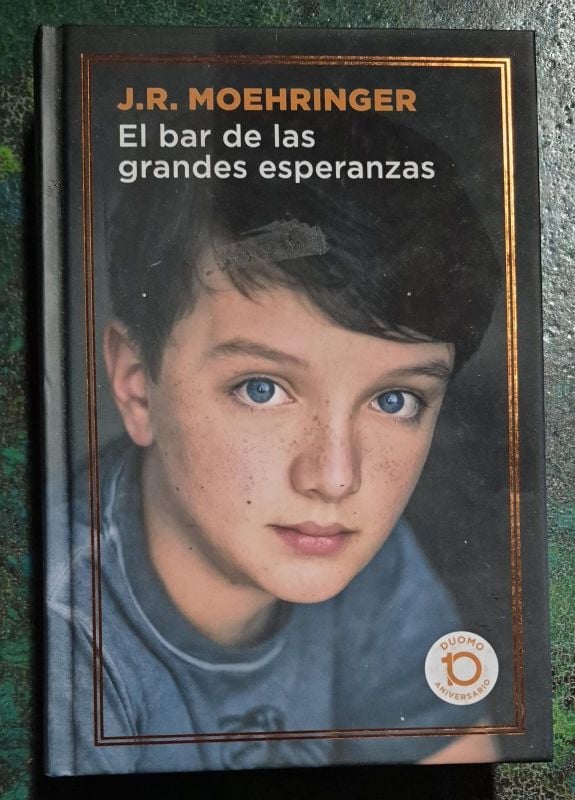 J.R. MOEHRINGER
El bar de las
grandes esperanzas
DUOMO
10
ANIVERSARIO